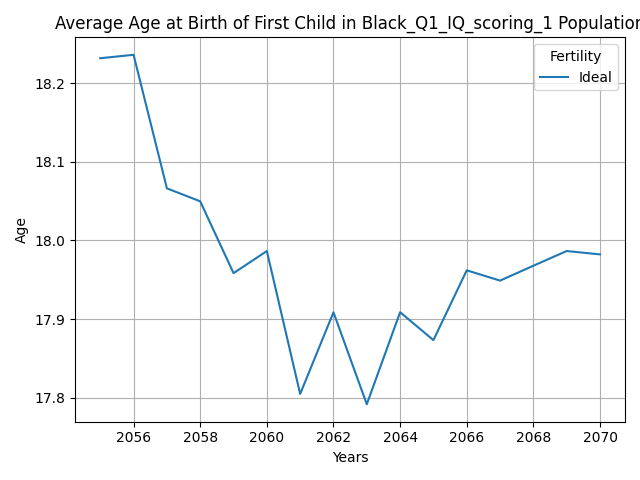 Average Age at Birth of First Child in Black_Q1_IQ_scoring_1 Population
Fertility
Ideal
18.2
18.1
18.0
17.9
17.8
Age
2056 2058 2060 2062 2064 2066 2068 2070
Years